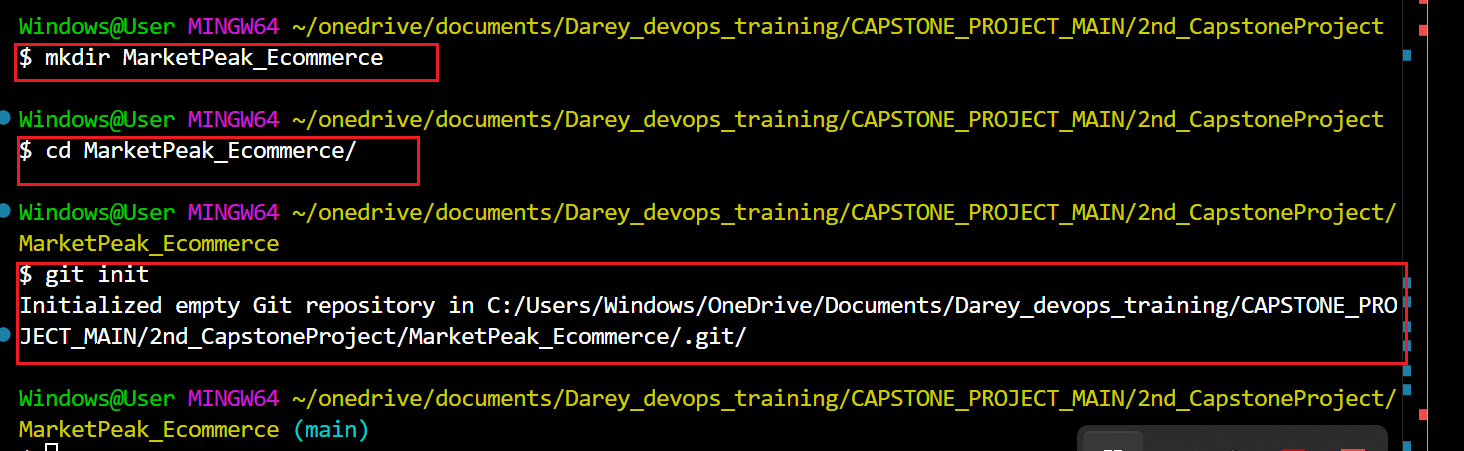 Windows@User MINGW64 ~/onedrive/documents/Darey_devops_training/CAPSTONE_PROJECT_MAIN/2nd_CapstoneProject
$ mkdir MarketPeak_Ecommerce
Windows@User MINGW64 ~/onedrive/documents/Darey_devops_training/CAPSTONE_PROJECT_MAIN/2nd_CapstoneProject
$ cd MarketPeak_Ecommerce/
Windows@User MINGW64 ~/onedrive/documents/Darey_devops_training/CAPSTONE_PROJECT_MAIN/2nd_CapstoneProject/
MarketPeak_Ecommerce
$ git init
Initialized empty Git repository in C:/Users/Windows/OneDrive/Documents/Darey_devops_training/CAPSTONE_PRO
JECT_MAIN/2nd_CapstoneProject/MarketPeak_Ecommerce/.git/
Windows@User MINGW64 ~/onedrive/documents/Darey_devops_training/CAPSTONE_PROJECT_MAIN/2nd_CapstoneProject/
MarketPeak_Ecommerce (main)